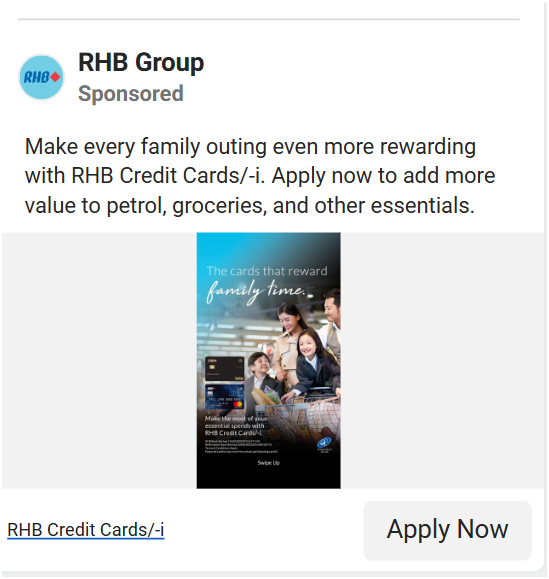 RHB Group
RHB
Sponsored
Make every family outing even more rewarding
with RHB Credit Cards/-i. Apply now to add more
value to petrol, groceries, and other essentials.
The cards that reward
family time.
VISA
Make the most of your
essential spends with
RHB Credit Cards/-i.
Swipe Up
RHB Credit Cards/-i
Apply Now